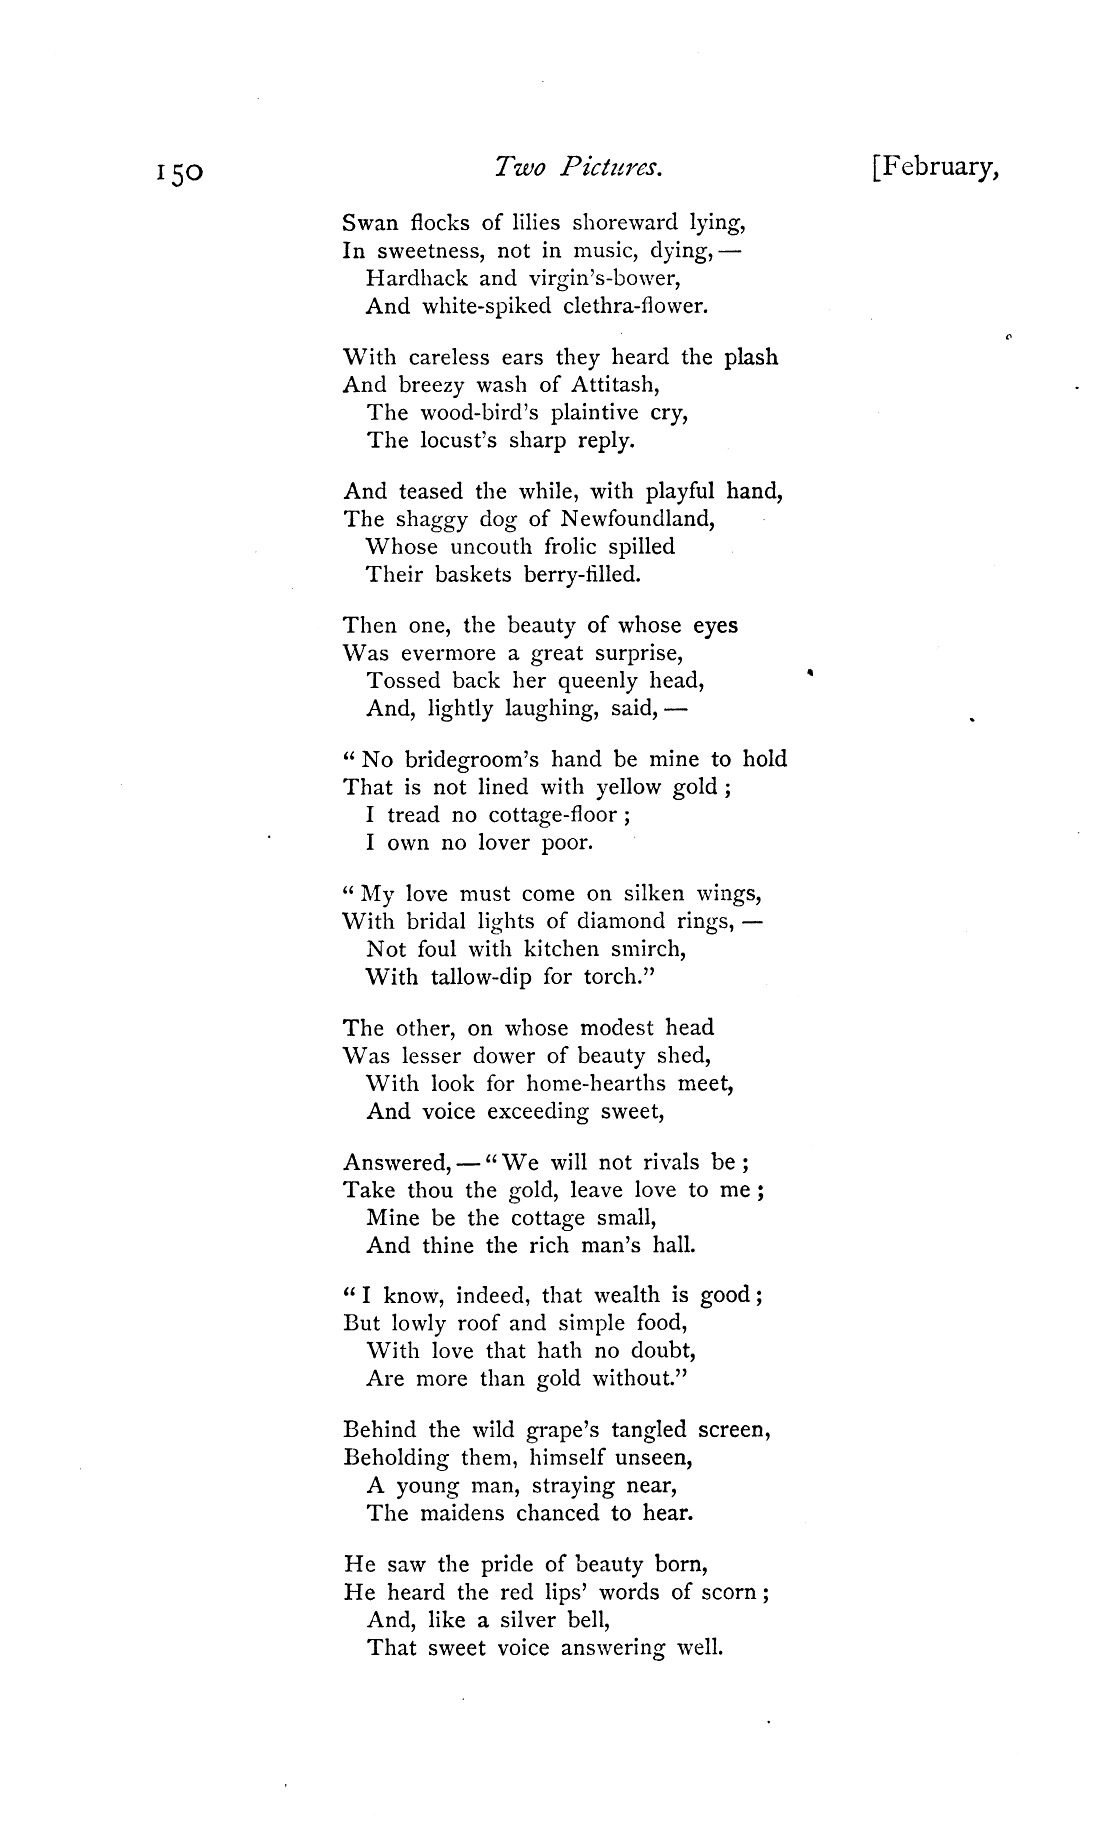 150 Two Pictures. [February,
Swan flocks of lilies shoreward lying,
In sweetness, not in music, dying, —
Hardhack and virgin's-bower,
And white-spiked clethra-flower.
With careless ears they heard the plash
And breezy wash of Attitash,
The wood-bird's plaintive cry,
The locust's sharp reply.
And teased the while, with playful hand,
The shaggy dog of Newfoundland,
Whose uncouth frolic spilled
Their baskets berry-filled.
Then one, the beauty of whose eyes
Was evermore a great surprise,
Tossed back her queenly head,
And, lightly laughing, said, —
“ No bridegroom's hand be mine to hold
That is not lined with yellow gold ;
I tread no cottage-floor ;
I own no lover poor.
“ My love must come on silken wings,
With bridal lights of diamond rings, —
Not foul with kitchen smirch,
With tallow-dip for torch.”
The other, on whose modest head
Was lesser dower of beauty shed,
With look for home-hearths meet,
And voice exceeding sweet,
Answered, — “ We will not rivals be ;
Take thou the gold, leave love to me ;
Mine be the cottage small,
And thine the rich man's hall.
“ I know, indeed, that wealth is good ;
But lowly roof and simple food,
With love that hath no doubt,
Are more than gold without.”
Behind the wild grape's tangled screen,
Beholding them, himself unseen,
A young man, straying near,
The maidens chanced to hear.
He saw the pride of beauty born,
He heard the red lips' words of scorn ;
And, like a silver bell,
That sweet voice answering well.